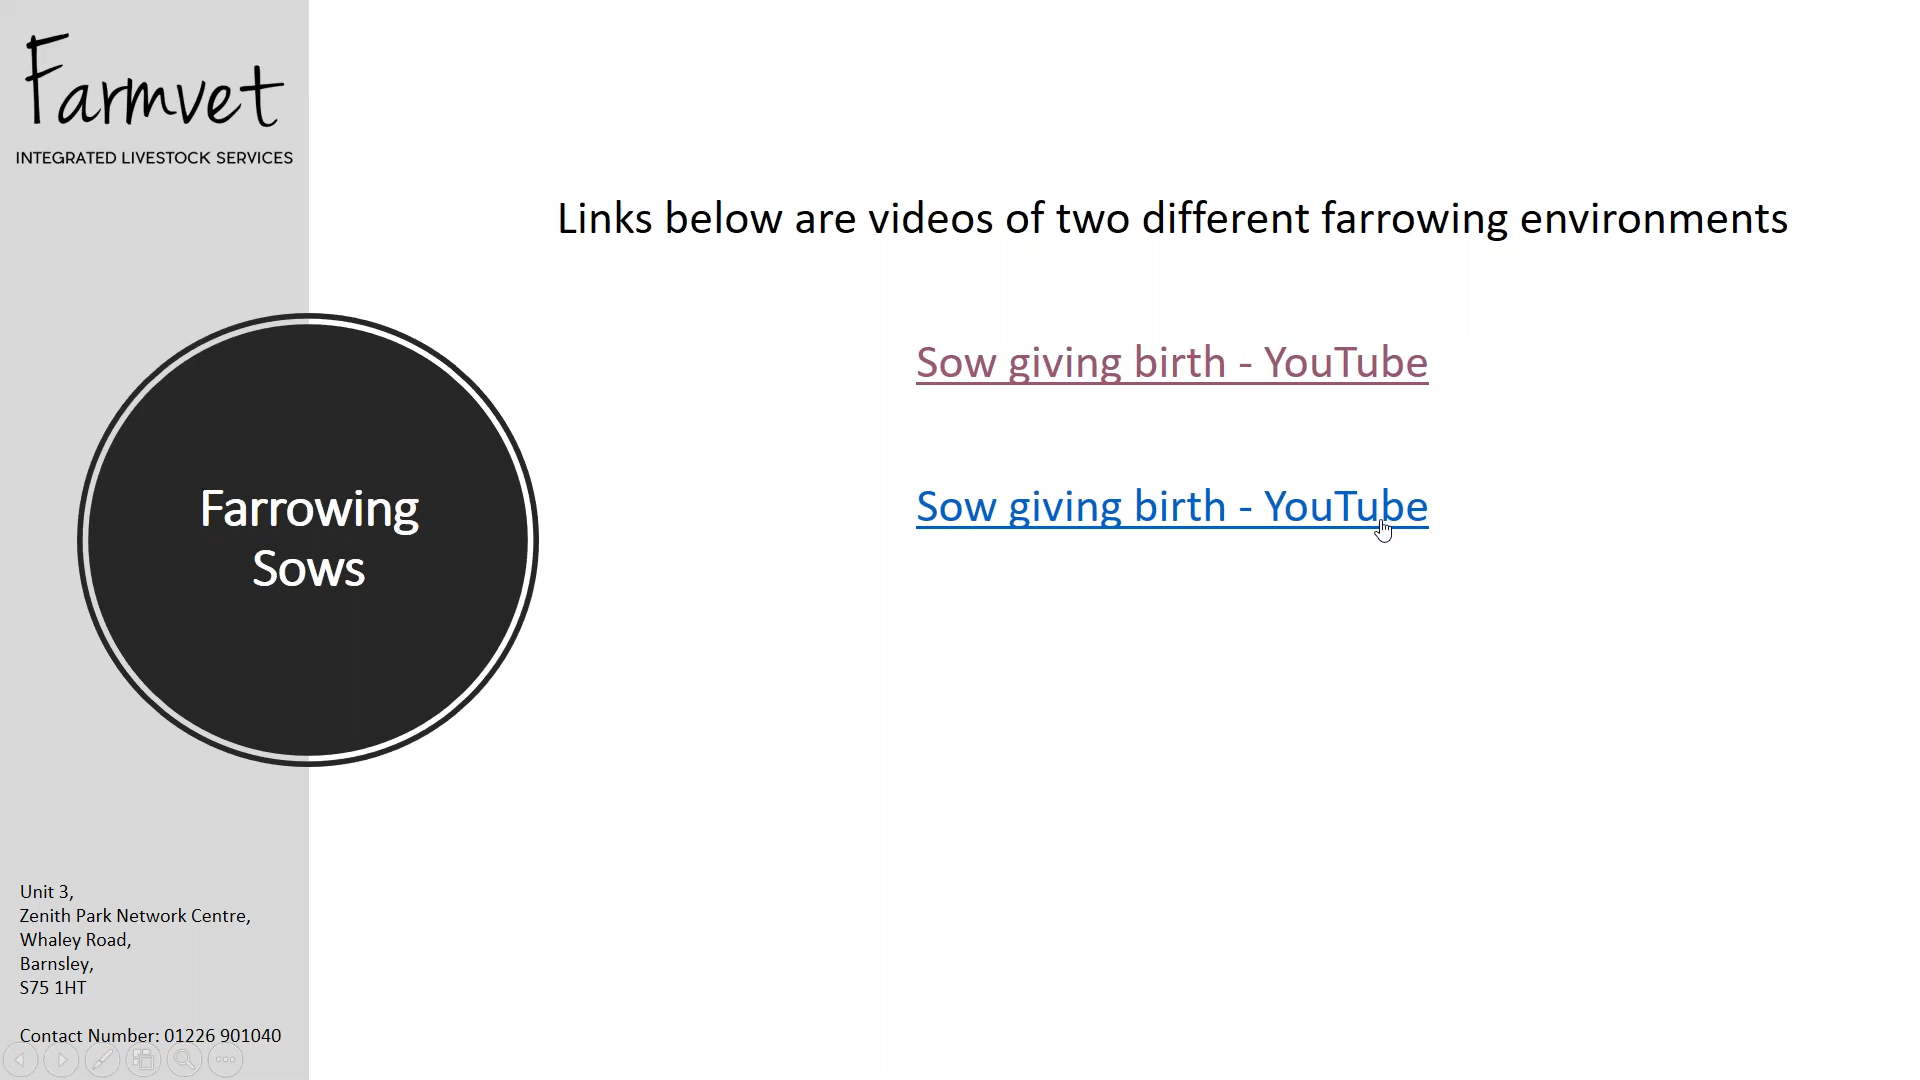 Farmvet
INTEGRATED LIVESTOCK SERVICES
Links below are videos of two different farrowing environments
Sow giving birth - YouTube
Sow giving birth - YouTube
Farrowing
Sows
Unit 3,
Zenith Park Network Centre,
Whaley Road,
Barnsley,
S75 1HT
Contact Number: 01226 901040